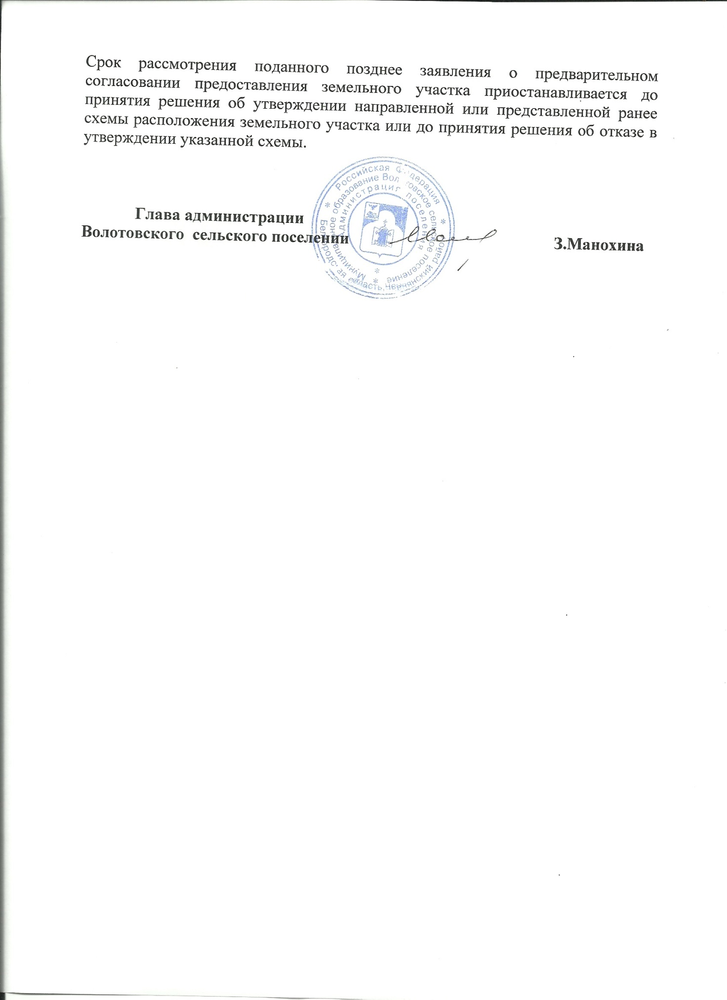 Срок рассмотрения поданного позднее заявления о предварительном
согласовании предоставления земельного участка приостанавливается до
принятия решения об утверждении направленной или представленной ранее
схемы расположения земельного участка или до принятия решения об отказе в
утверждении указанной схемы.
Глава администрации
Волотовского сельского поселении
З.Манохина
Российская Федерация
Белгородская область, Чернянский район
Муниципальное образование Волотовское сельское поселение
Администрация поселения